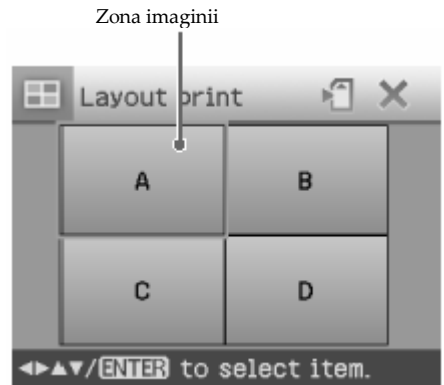 Zona imaginii
Layout print
A B
C D
◄►▲▼/ENTER to select item.